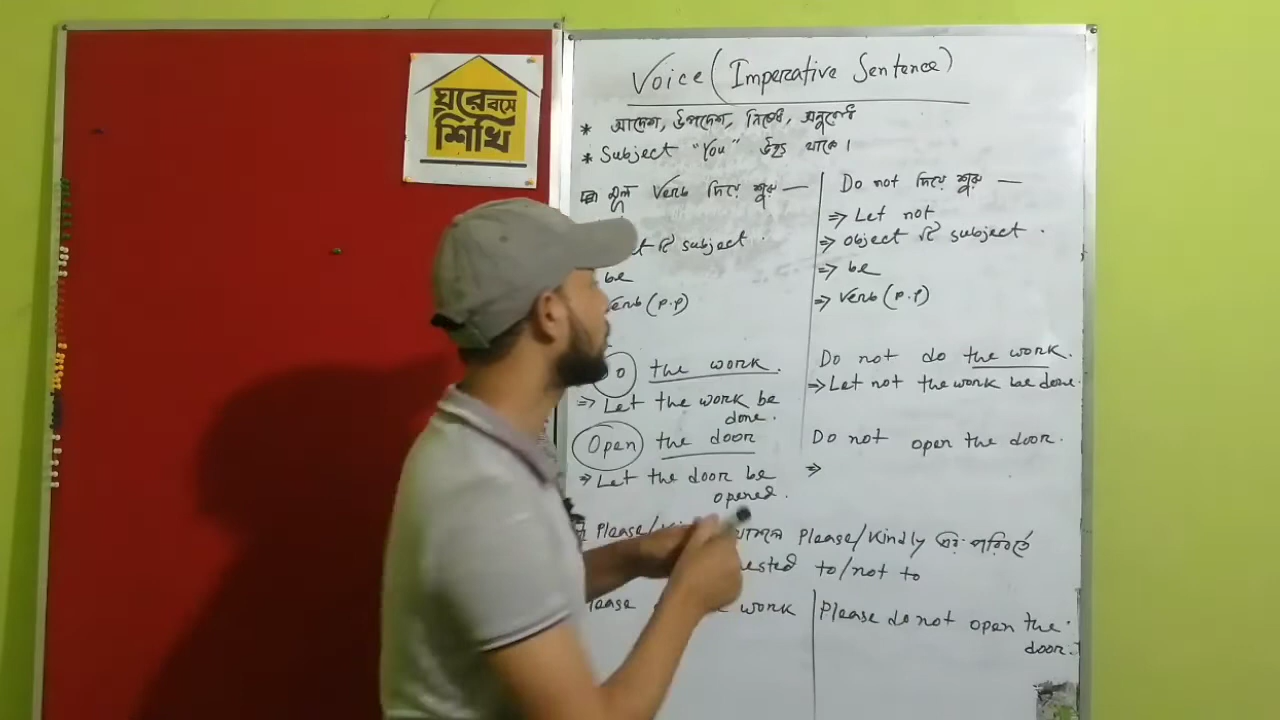 ঘরে বসে
শিখি
Voice (Imperative Sentence)
* আদেশ, উপদেশ, নিষেধ, অনুরোধ
* Subject "You" উহ্য থাকে।
মূল Verb দিয়ে শুরু —
টি subject.
be
Verb (p.p)
the work.
⇒ Let the work be
done.
Open the door
⇒ Let the door be
opened.
Do not দিয়ে শুরু —
⇒ Let not
⇒ object টি subject.
⇒ be
⇒ Verb (p.p)
Do not do the work.
⇒ Let not the work be done.
Do not open the door.
⇒
Please/ থাকলে Please/Kindly এর পরিবর্তে
to/not to
work
Please do not open the
door.